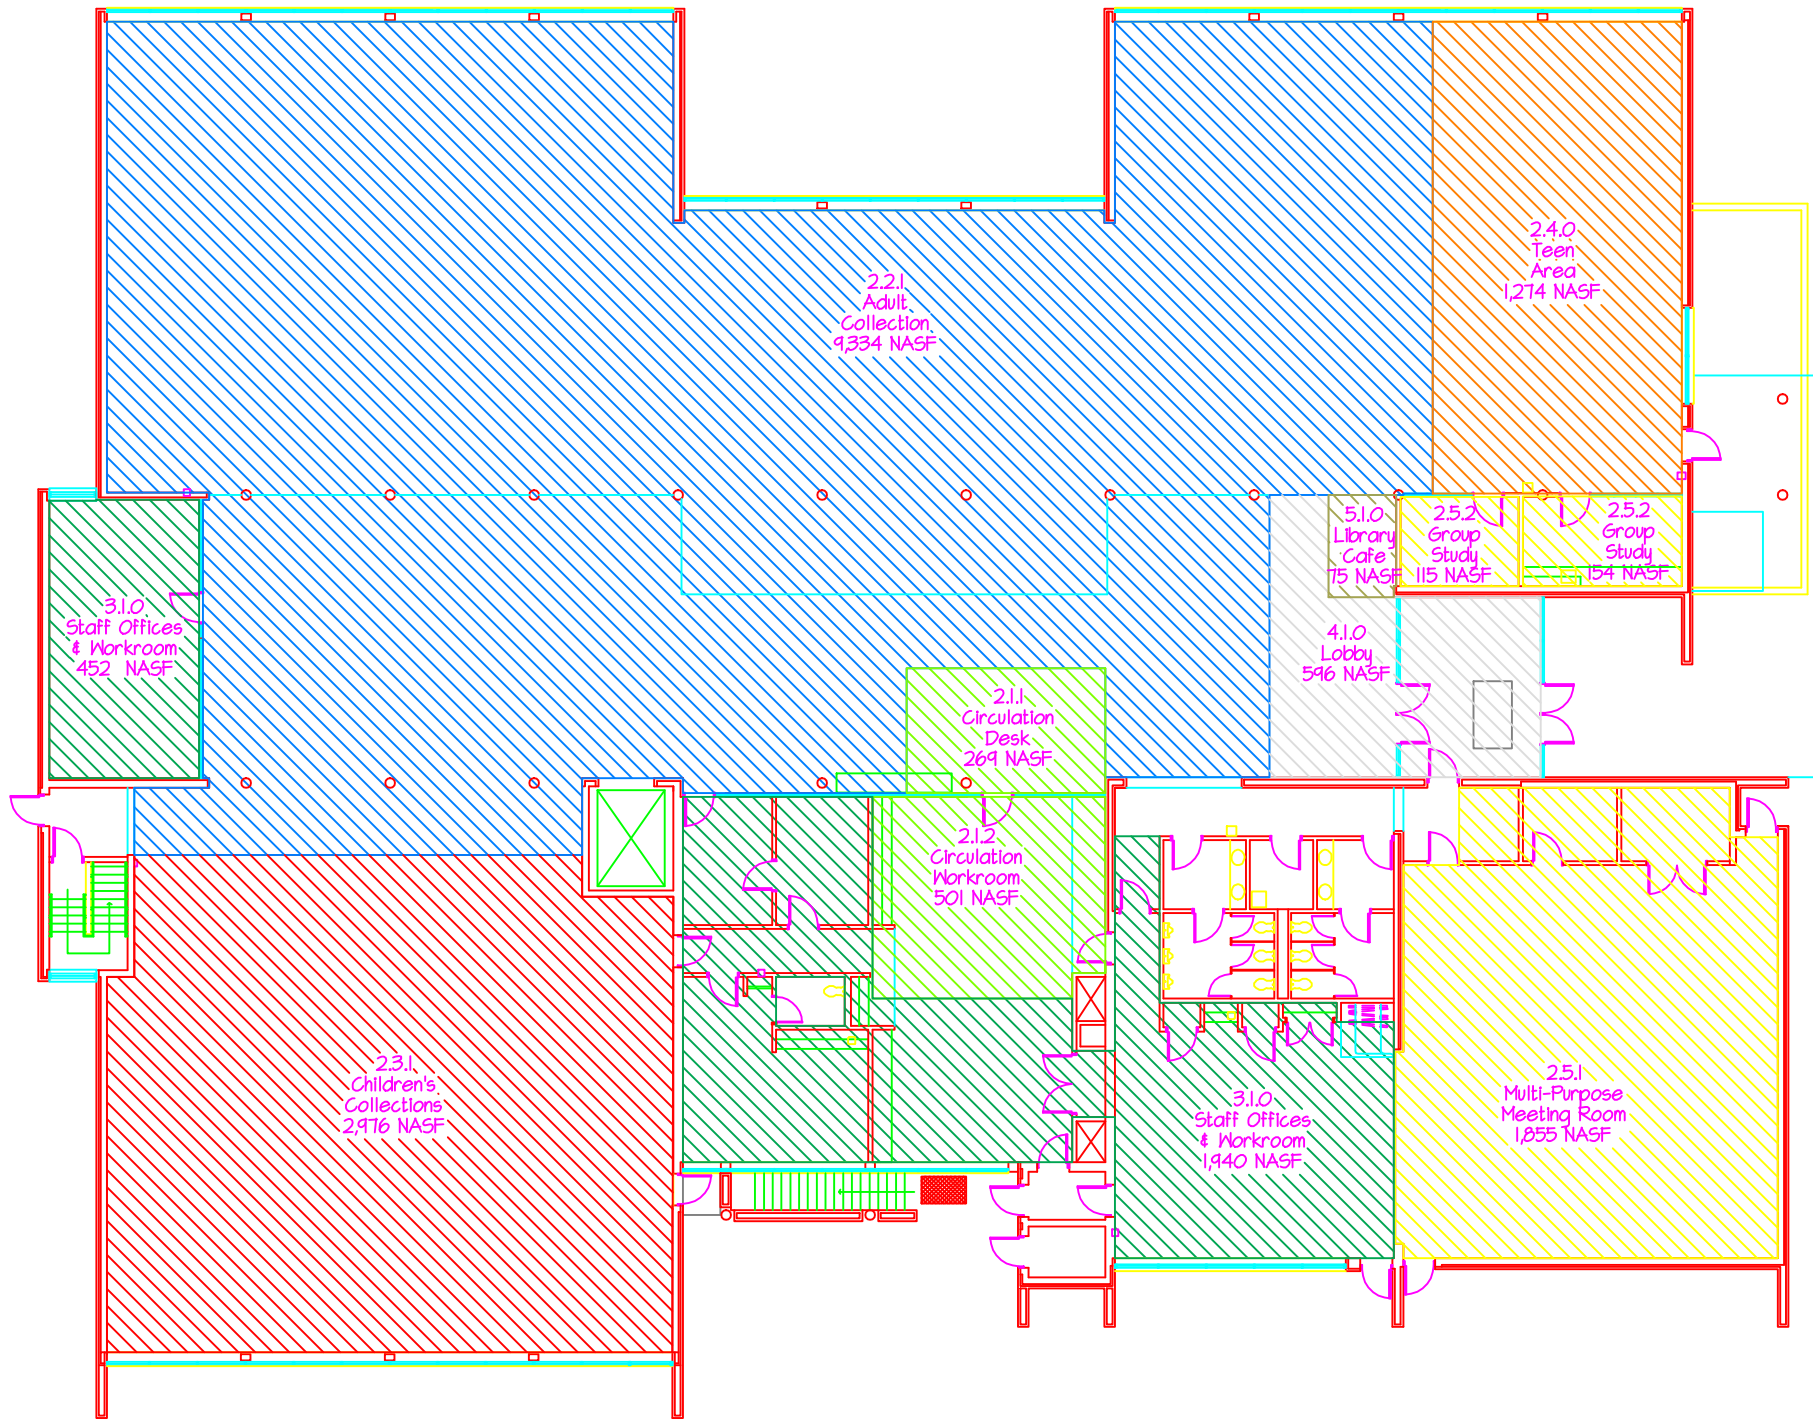 2.4.0
Teen
Area
1,274 NASF
2.2.1
Adult
Collection
9,334 NASF
5.1.0
Library
Cafe
75 NASF
2.5.2
Group
Study
115 NASF
2.5.2
Group
Study
154 NASF
3.1.0
Staff Offices
& Workroom
452 NASF
4.1.0
Lobby
596 NASF
2.1.1
Circulation
Desk
269 NASF
2.1.2
Circulation
Workroom
501 NASF
2.3.1
Children's
Collections
2,976 NASF
3.1.0
Staff Offices
& Workroom
1,940 NASF
2.5.1
Multi-Purpose
Meeting Room
1,855 NASF